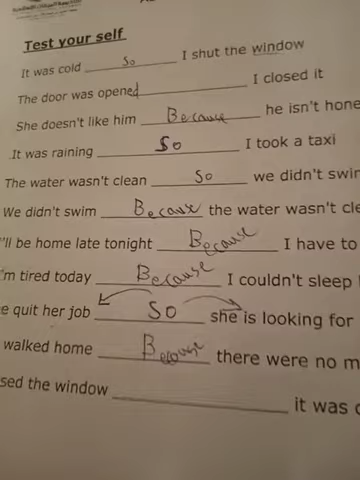 Test your self
It was cold So I shut the window
The door was opened I closed it
She doesn't like him Because he isn't hone
It was raining So I took a taxi
The water wasn't clean So we didn't swim
We didn't swim Because the water wasn't cle
'll be home late tonight Because I have to
'm tired today Because I couldn't sleep
e quit her job So she is looking for
walked home Because there were no m
sed the window it was c